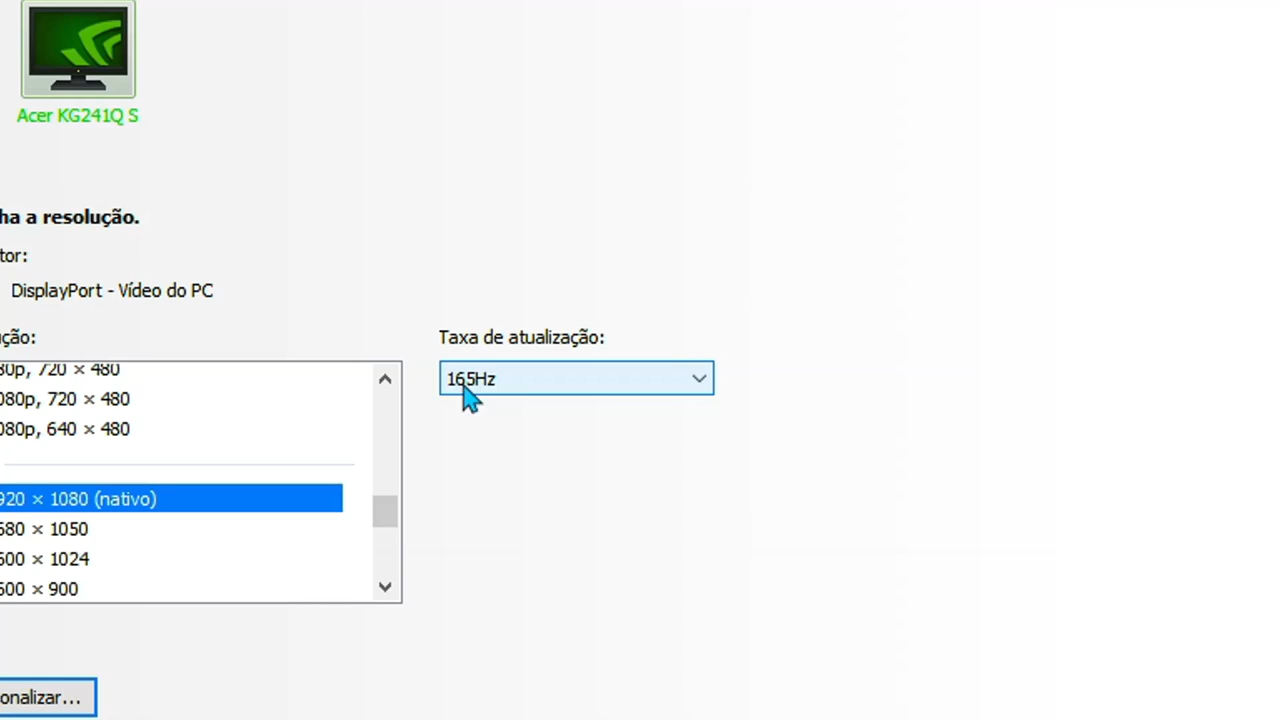 Acer KG241Q S
ha a resolução.
tor:
DisplayPort - Vídeo do PC
ução:
Taxa de atualização:
80p, 720 × 480
165Hz
080p, 720 × 480
080p, 640 × 480
920 × 1080 (nativo)
680 × 1050
600 × 1024
600 × 900
onalizar...